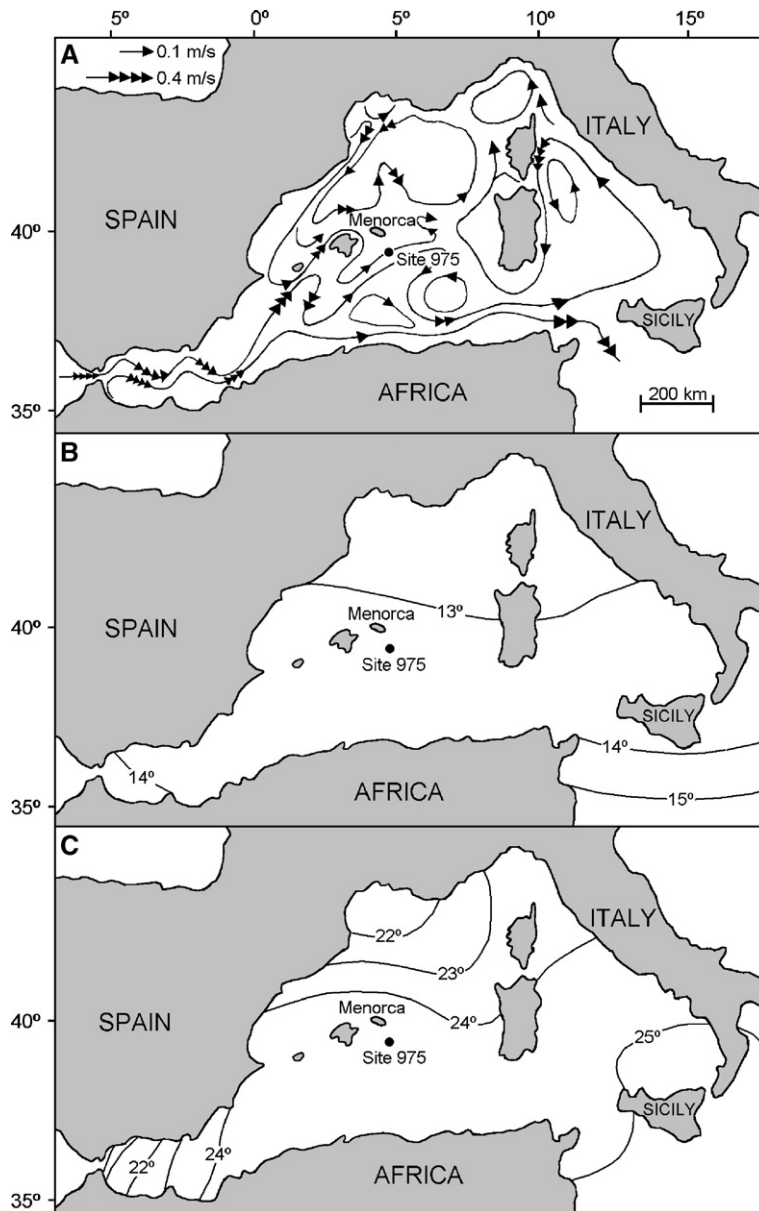 5º 0º 5º 10º 15º
A
0.1 m/s
0.4 m/s
ITALY
SPAIN
40º
Menorca
Site 975
SICILY
AFRICA
200 km
35º
B
ITALY
13º
SPAIN
40º
Menorca
Site 975
SICILY
14º
14º
AFRICA
15º
35º
C
ITALY
22º
23º
SPAIN
40º
Menorca
24º
25º
Site 975
SICILY
22º
24º
AFRICA
35º